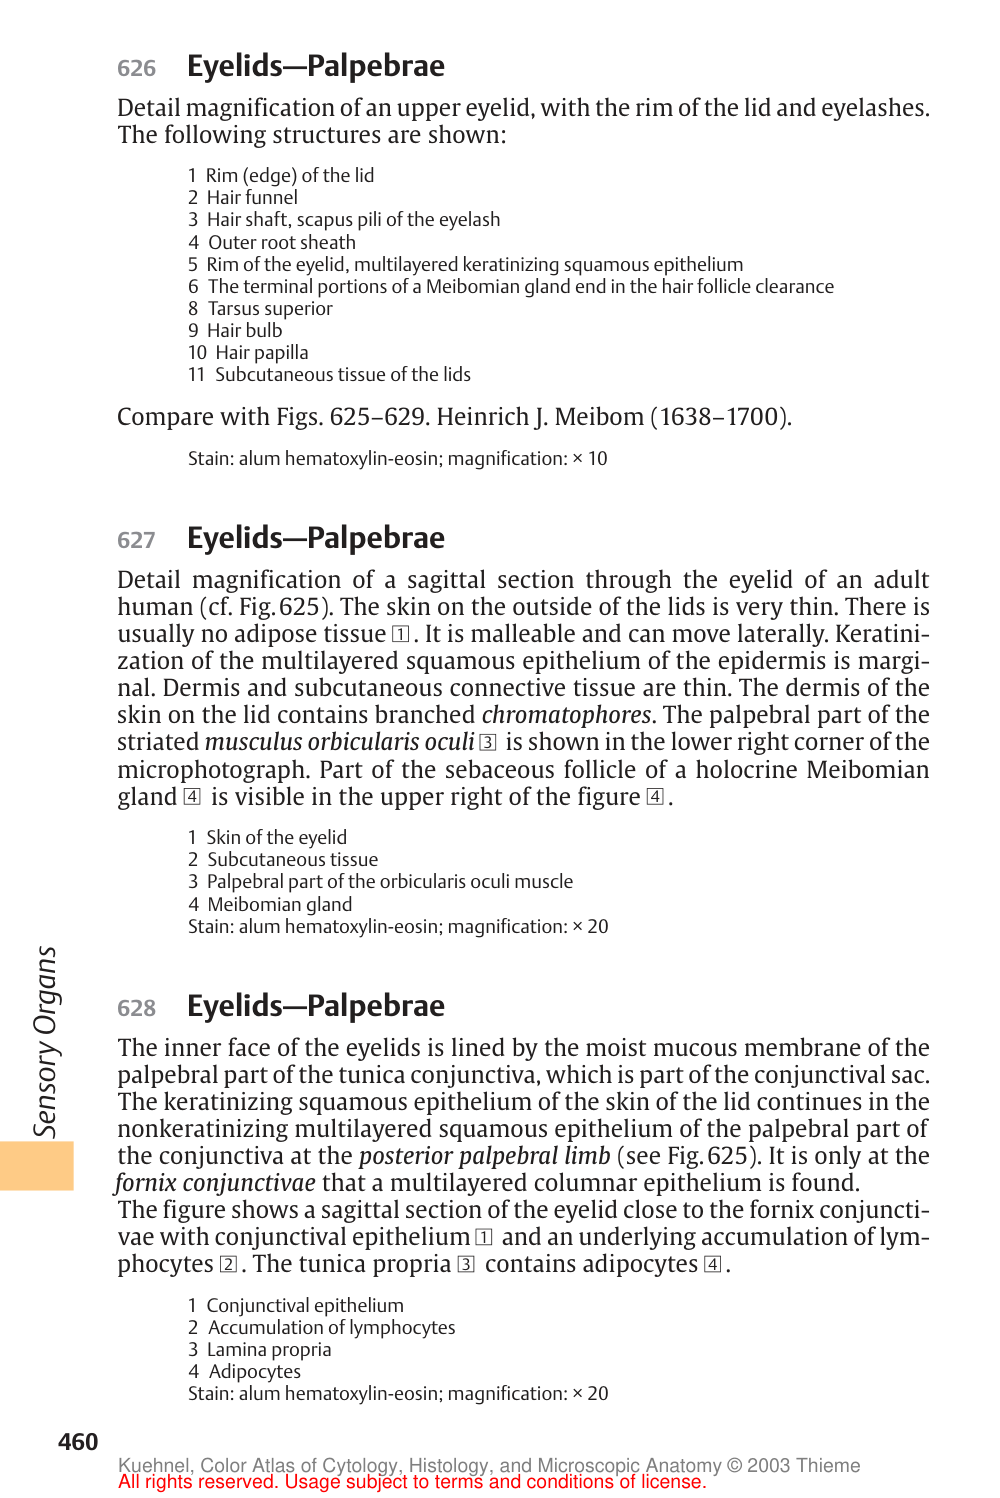 626 Eyelids—Palpebrae
Detail magnification of an upper eyelid, with the rim of the lid and eyelashes.
The following structures are shown:
1 Rim (edge) of the lid
2 Hair funnel
3 Hair shaft, scapus pili of the eyelash
4 Outer root sheath
5 Rim of the eyelid, multilayered keratinizing squamous epithelium
6 The terminal portions of a Meibomian gland end in the hair follicle clearance
8 Tarsus superior
9 Hair bulb
10 Hair papilla
11 Subcutaneous tissue of the lids
Compare with Figs. 625–629. Heinrich J. Meibom (1638–1700).
Stain: alum hematoxylin-eosin; magnification: × 10
627 Eyelids—Palpebrae
Detail magnification of a sagittal section through the eyelid of an adult
human (cf. Fig. 625). The skin on the outside of the lids is very thin. There is
usually no adipose tissue 1. It is malleable and can move laterally. Keratini-
zation of the multilayered squamous epithelium of the epidermis is margi-
nal. Dermis and subcutaneous connective tissue are thin. The dermis of the
skin on the lid contains branched chromatophores. The palpebral part of the
striated musculus orbicularis oculi 3 is shown in the lower right corner of the
microphotograph. Part of the sebaceous follicle of a holocrine Meibomian
gland 4 is visible in the upper right of the figure 4.
1 Skin of the eyelid
2 Subcutaneous tissue
3 Palpebral part of the orbicularis oculi muscle
4 Meibomian gland
Stain: alum hematoxylin-eosin; magnification: × 20
628 Eyelids—Palpebrae
The inner face of the eyelids is lined by the moist mucous membrane of the
palpebral part of the tunica conjunctiva, which is part of the conjunctival sac.
The keratinizing squamous epithelium of the skin of the lid continues in the
nonkeratinizing multilayered squamous epithelium of the palpebral part of
the conjunctiva at the posterior palpebral limb (see Fig. 625). It is only at the
fornix conjunctivae that a multilayered columnar epithelium is found.
The figure shows a sagittal section of the eyelid close to the fornix conjuncti-
vae with conjunctival epithelium 1 and an underlying accumulation of lym-
phocytes 2. The tunica propria 3 contains adipocytes 4.
1 Conjunctival epithelium
2 Accumulation of lymphocytes
3 Lamina propria
4 Adipocytes
Stain: alum hematoxylin-eosin; magnification: × 20
Sensory Organs
460
Kuehnel, Color Atlas of Cytology, Histology, and Microscopic Anatomy © 2003 Thieme
All rights reserved. Usage subject to terms and conditions of license.